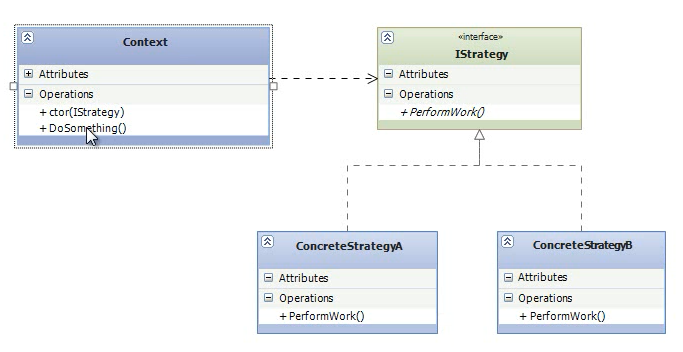 Context
Attributes
Operations
+ ctor(IStrategy)
+ DoSomething()
«interface»
IStrategy
Attributes
Operations
+ PerformWork()
ConcreteStrategyA
Attributes
Operations
+ PerformWork()
ConcreteStrategyB
Attributes
Operations
+ PerformWork()